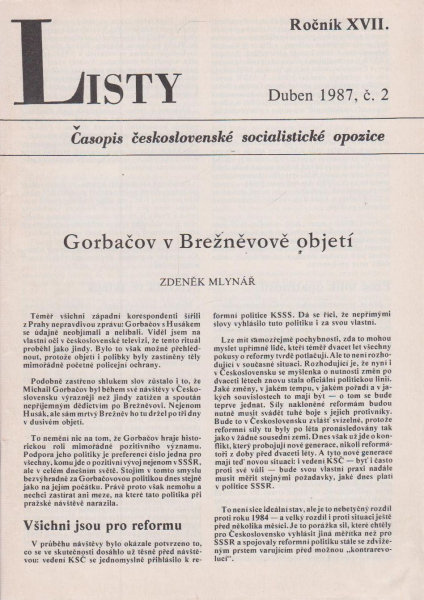 LISTY
Ročník XVII.
Duben 1987, č. 2
Časopis československé socialistické opozice
Gorbačov v Brežněvově objetí
ZDENĚK MLYNÁŘ
Téměř všichni západní korespondenti šířili
z Prahy nepravdivou zprávu: Gorbačov s Husákem
se údajně neobjímali a nelíbali. Viděl jsem na
vlastní oči v československé televizi, že tento rituál
proběhl jako jindy. Bylo to však možné přehléd-
nout, protože objetí i polibky byly zastíněny těly
mimořádně početné policejní ochrany.
Podobně zastřeno shlukem slov zůstalo i to, že
Michail Gorbačov byl během své návštěvy v Česko-
slovensku výrazněji než jindy zatížen a spoután
nepříjemným dědictvím po Brežněvovi. Nejenom
Husák, ale sám mrtvý Brežněv ho tu držel po tři dny
v dusivém objetí.
To nemění nic na tom, že Gorbačov hraje histo-
rickou roli mimořádně pozitivního významu.
Podpora jeho politiky je preferenci číslo jedna pro
všechny, komu jde o pozitivní vývoj nejenom v SSSR,
ale v celém dnešním světě. Stojím v tomto smyslu
bezvýhradně za Gorbačovovou politikou dnes stejně
jako na jejím počátku. Právě proto však nemohu a
nechci zastírat ani meze, na které tato politika při
pražské návštěvě narazila.
Všichni jsou pro reformu
V průběhu návštěvy bylo okázale potvrzeno to,
co se ve skutečnosti dosáhlo už těsně před návště-
vou: vedení KSČ se jednomyslně přihlásilo k re-
formní politice KSSS. Dá se říci, že nepřímými
slovy vyhlásilo tuto politiku i za svou vlastní.
Lze mít samozřejmé pochybnosti, zda to mohou
myslet upřímně lidé, kteří téměř dvacet let všechny
pokusy o reformy tvrdě potlačují. Ale to není rozho-
dující v současné situaci. Rozhodující je, že nyní i
v Československu se myšlenka o nutnosti změn po
dvaceti létech znovu stala oficiální politickou linií.
Jaké změny, v jakém tempu, v jakém pořadí a v ja-
kých souvislostech to mají být — o tom se bude
teprve jednat. Síly nakloněné reformám budou
nutně musit svádět tuhé boje s jejich protivníky.
Bude to v Československu zvlášť svízelné, protože
reformní síly tu byly po léta pronásledovány tak
jako v žádné sousední zemi. Dnes však už jde o kon-
flikt, který probojují nové generace, nikoli reformá-
toři z doby před dvaceti léty. A tyto nové generace
mají teď novou situaci: i vedení KSČ — byť i často
proti své vůli — bude svou vlastní praxi nadále
musit měřit stejnými požadavky, jaké dnes platí
v politice SSSR.
To není sice ideální stav, ale je to nebetyčný rozdíl
proti roku 1984 — a velký rozdíl i proti situaci ještě
před několika měsíci. Je to porážka sil, které chtěly
pro Československo vyhlásit jiná měřítka než pro
SSSR a spojovaly reformní politiku stále se zdviže-
ným prstem varujícím před možnou „kontrarevo-
lucí".